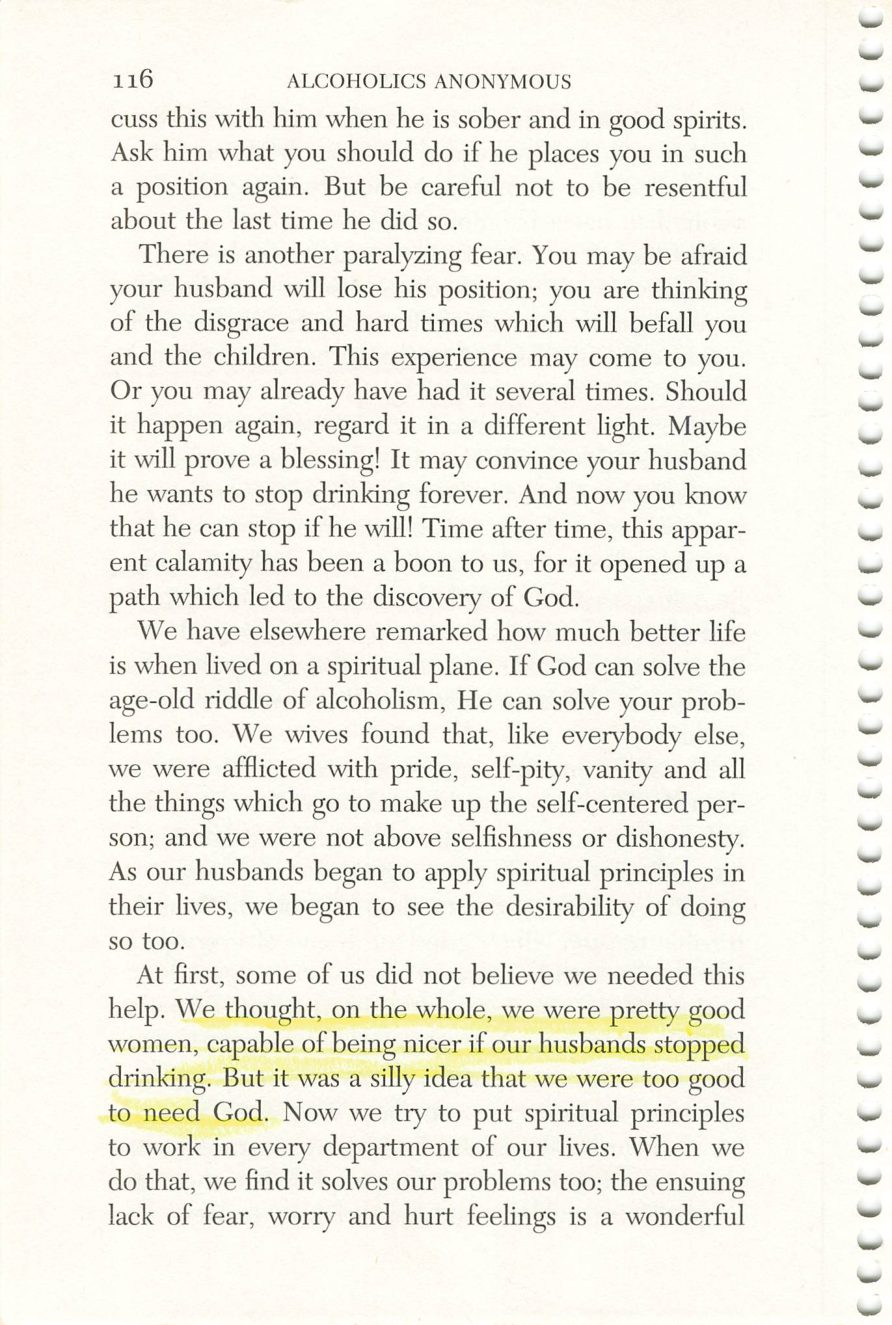 116 ALCOHOLICS ANONYMOUS
cuss this with him when he is sober and in good spirits.
Ask him what you should do if he places you in such
a position again. But be careful not to be resentful
about the last time he did so.
There is another paralyzing fear. You may be afraid
your husband will lose his position; you are thinking
of the disgrace and hard times which will befall you
and the children. This experience may come to you.
Or you may already have had it several times. Should
it happen again, regard it in a different light. Maybe
it will prove a blessing! It may convince your husband
he wants to stop drinking forever. And now you know
that he can stop if he will! Time after time, this appar-
ent calamity has been a boon to us, for it opened up a
path which led to the discovery of God.
We have elsewhere remarked how much better life
is when lived on a spiritual plane. If God can solve the
age-old riddle of alcoholism, He can solve your prob-
lems too. We wives found that, like everybody else,
we were afflicted with pride, self-pity, vanity and all
the things which go to make up the self-centered per-
son; and we were not above selfishness or dishonesty.
As our husbands began to apply spiritual principles in
their lives, we began to see the desirability of doing
so too.
At first, some of us did not believe we needed this
help. We thought, on the whole, we were pretty good
women, capable of being nicer if our husbands stopped
drinking. But it was a silly idea that we were too good
to need God. Now we try to put spiritual principles
to work in every department of our lives. When we
do that, we find it solves our problems too; the ensuing
lack of fear, worry and hurt feelings is a wonderful